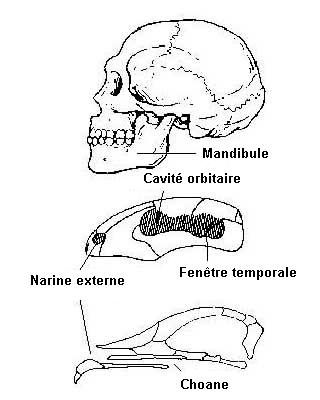 Mandibule
Cavité orbitaire
Fenêtre temporale
Narine externe
Choane